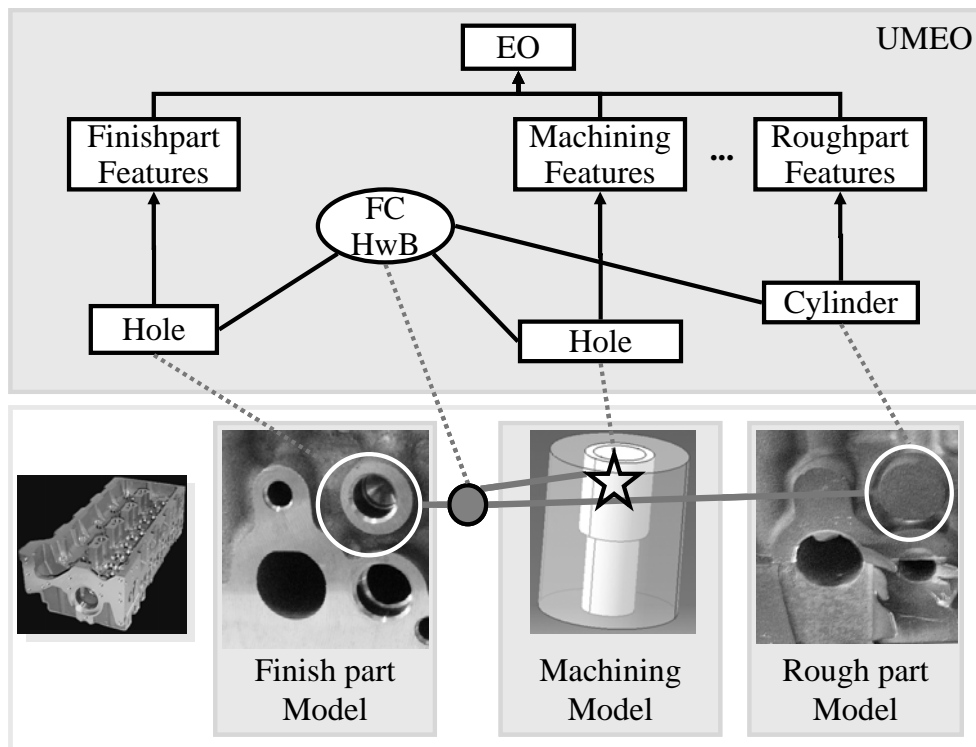 UMEO
EO
Finishpart
Features
Machining
Features
...
Roughpart
Features
FC
HwB
Hole
Hole
Cylinder
Finish part
Model
Machining
Model
Rough part
Model